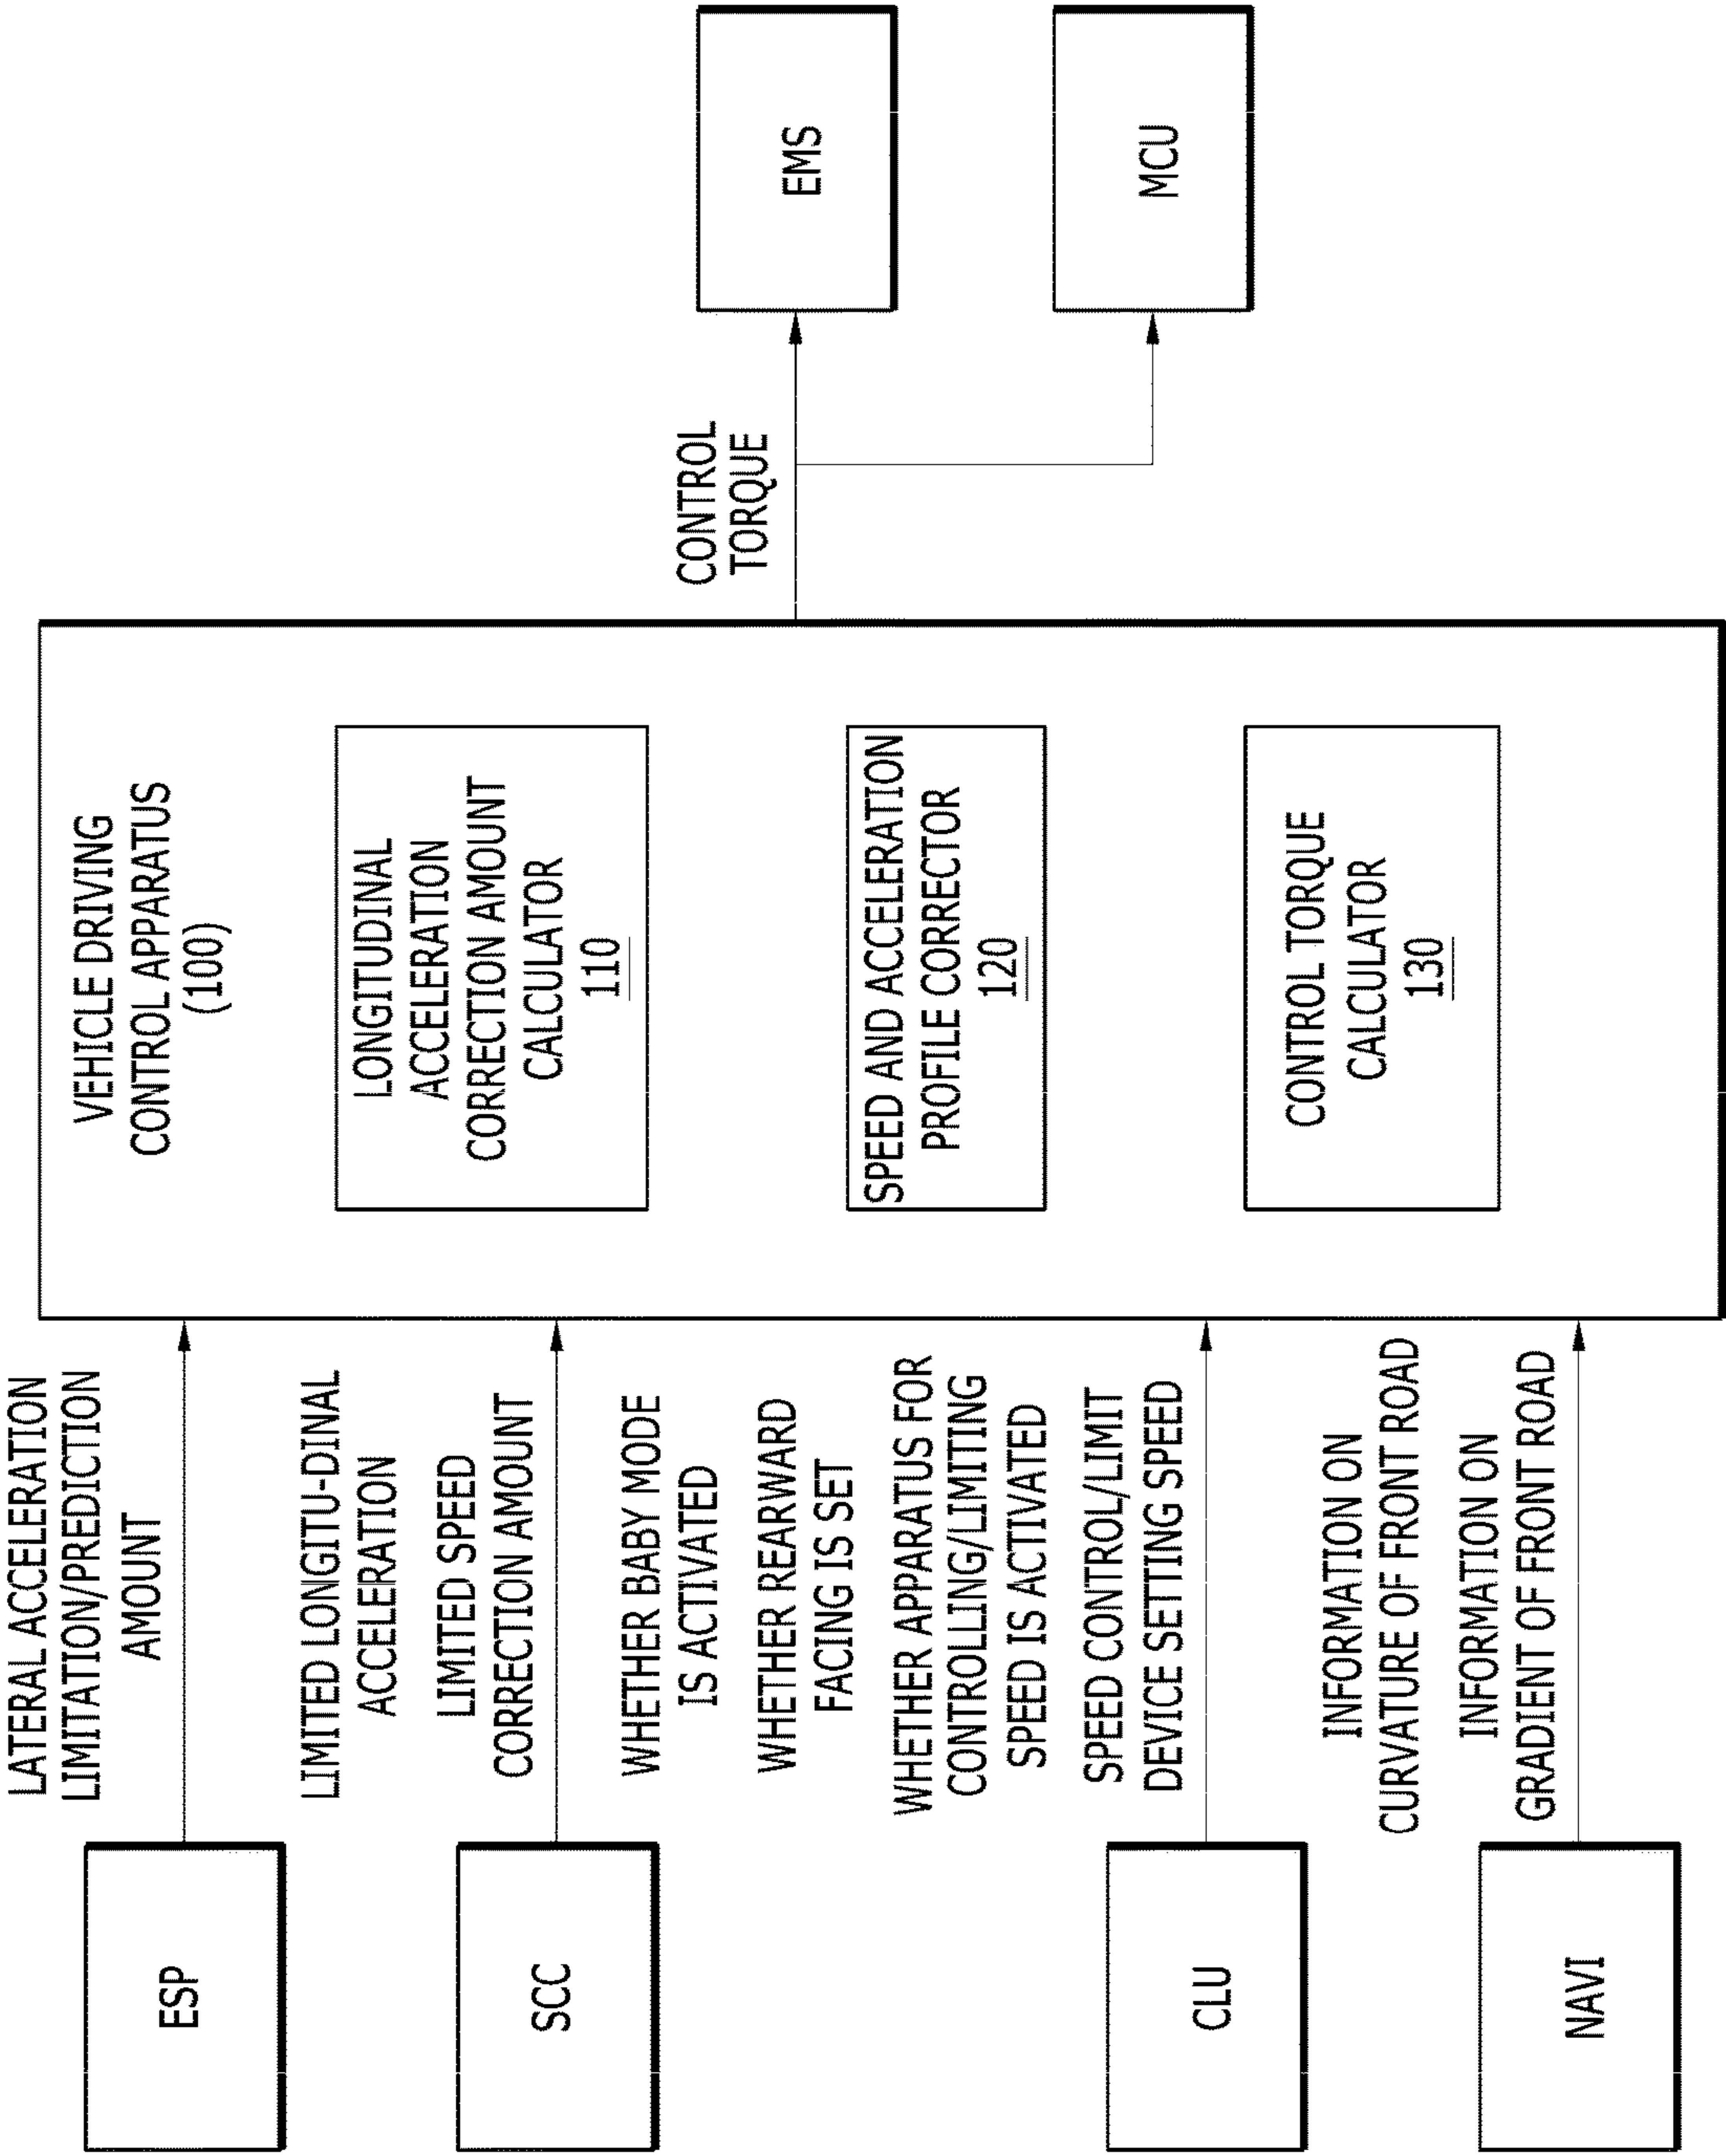 ESP
LATERAL ACCELERATION
LIMITATION/PREDICTION
AMOUNT
SCC
LIMITED LONGITU-DINAL
ACCELERATION
LIMITED SPEED
CORRECTION AMOUNT
CLU
WHETHER BABY MODE
IS ACTIVATED
WHETHER REARWARD
FACING IS SET
WHETHER APPARATUS FOR
CONTROLLING/LIMITING
SPEED IS ACTIVATED
SPEED CONTROL/LIMIT
DEVICE SETTING SPEED
NAVI
INFORMATION ON
CURVATURE OF FRONT ROAD
INFORMATION ON
GRADIENT OF FRONT ROAD
VEHICLE DRIVING
CONTROL APPARATUS
(100)
LONGITUDINAL
ACCELERATION
CORRECTION AMOUNT
CALCULATOR
110
SPEED AND ACCELERATION
PROFILE CORRECTOR
120
CONTROL TORQUE
CALCULATOR
130
CONTROL
TORQUE
EMS
MCU